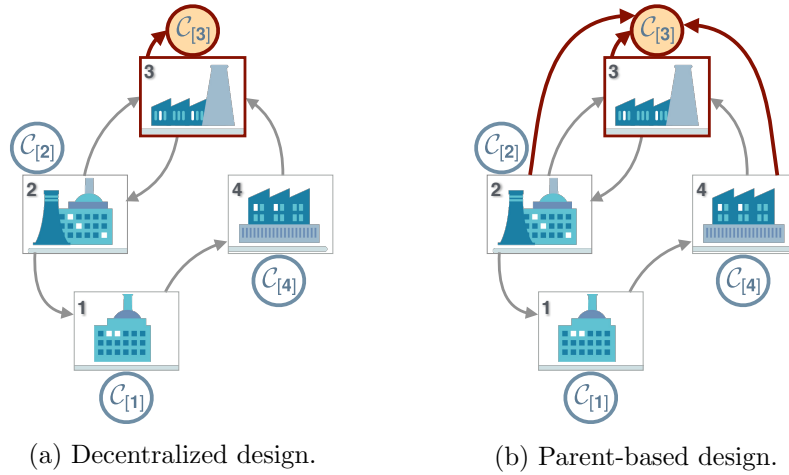 C[3]
3
C[2]
2
4
C[4]
1
C[1]
(a) Decentralized design.
C[3]
3
C[2]
2
4
C[4]
1
C[1]
(b) Parent-based design.